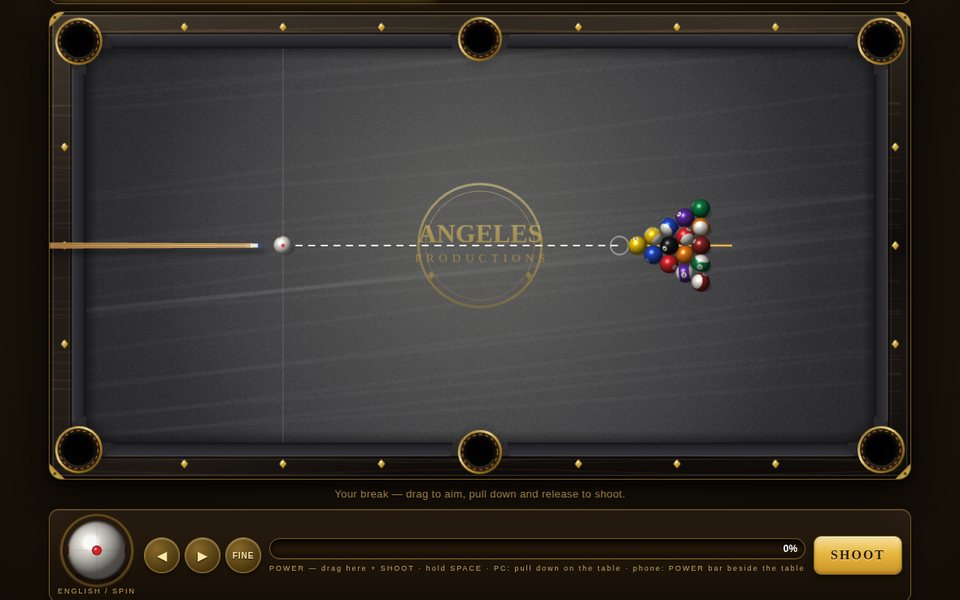 ANGELES
PRODUCTIONS
Your break — drag to aim, pull down and release to shoot.
◀ ▶ FINE
0%
SHOOT
POWER — drag here + SHOOT · hold SPACE · PC: pull down on the table · phone: POWER bar beside the table
ENGLISH / SPIN